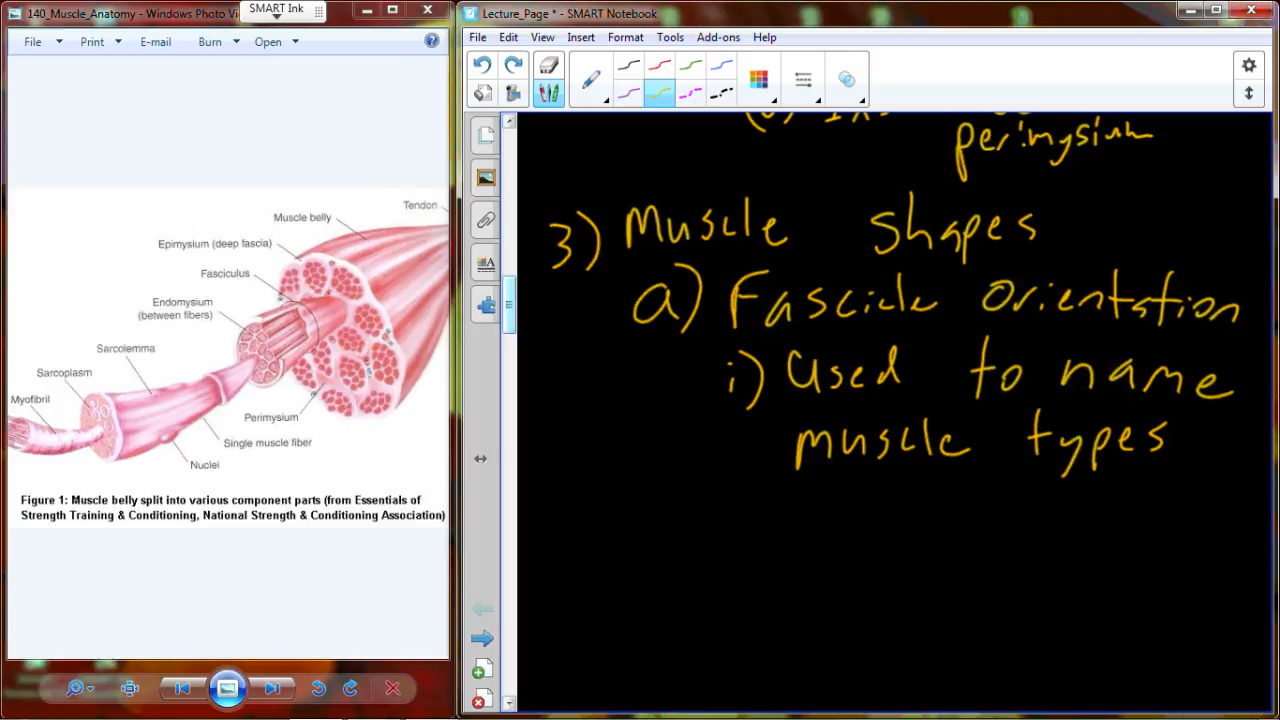 140_Muscle_Anatomy - Windows Photo Vi
SMART Ink
File Print E-mail Burn Open
Tendon
Muscle belly
Epimysium (deep fascia)
Fasciculus
Endomysium
(between fibers)
Sarcolemma
Sarcoplasm
Myofibril
Perimysium
Single muscle fiber
Nuclei
Figure 1: Muscle belly split into various component parts (from Essentials of
Strength Training & Conditioning, National Strength & Conditioning Association)
Lecture_Page * - SMART Notebook
File Edit View Insert Format Tools Add-ons Help
perimysium
3) Muscle Shapes
a) Fascicle Orientation
i) Used to name
muscle types